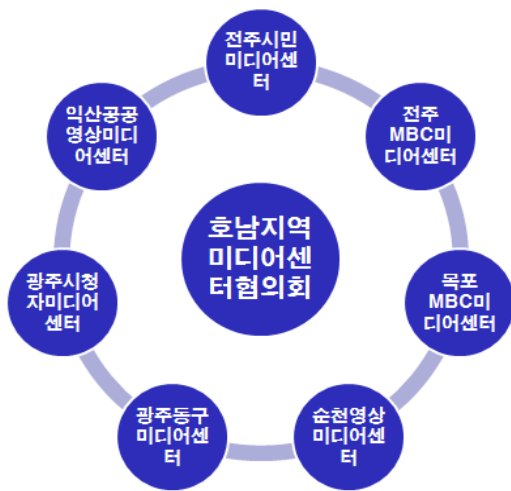 전주시민
미디어센
터
전주
MBC미
디어센터
목포
MBC미
디어센터
순천영상
미디어센
터
광주동구
미디어센
터
광주시청
자미디어
센터
익산공공
영상미디
어센터
호남지역
미디어센
터협의회